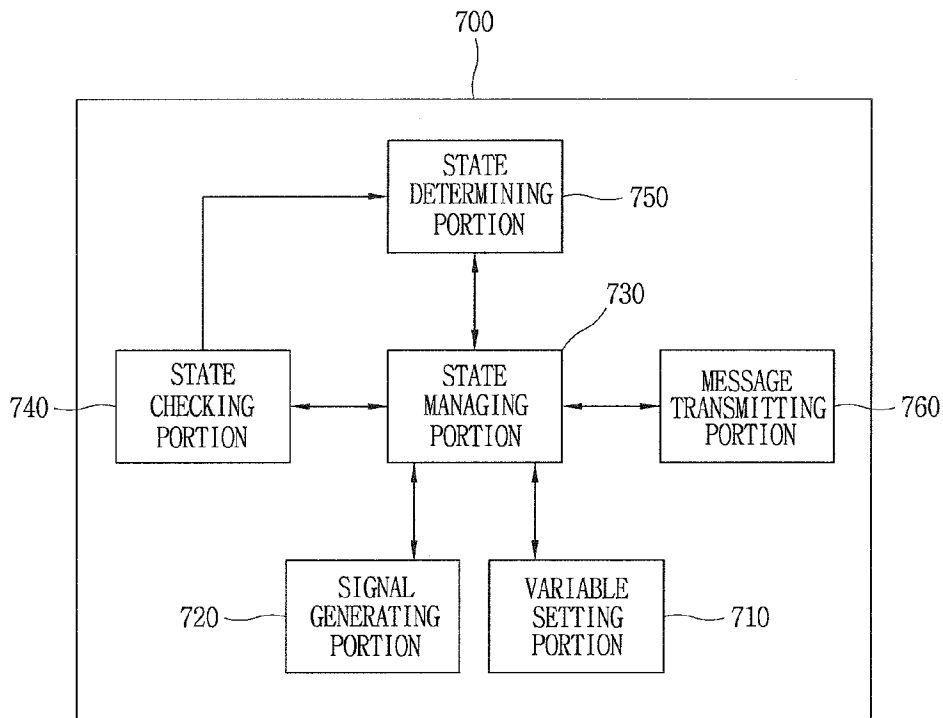 700
STATE
DETERMINING
PORTION
750
730
STATE
CHECKING
PORTION
740
STATE
MANAGING
PORTION
MESSAGE
TRANSMITTING
PORTION
760
SIGNAL
GENERATING
PORTION
720
VARIABLE
SETTING
PORTION
710